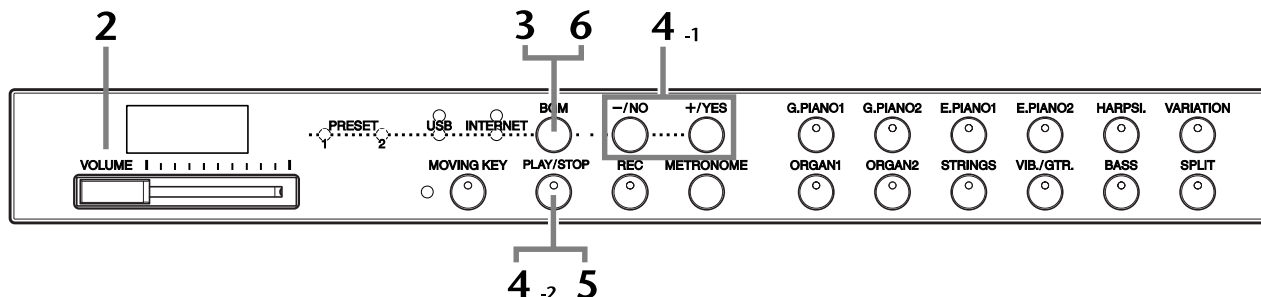 2 3 6 4 -1
BGM -/NO +/YES G.PIANO1 G.PIANO2 E.PIANO1 E.PIANO2 HARPSI. VARIATION
PRESET USB INTERNET
1 2
VOLUME MOVING KEY PLAY/STOP REC METRONOME ORGAN1 ORGAN2 STRINGS VIB./GTR. BASS SPLIT
4 -2 5